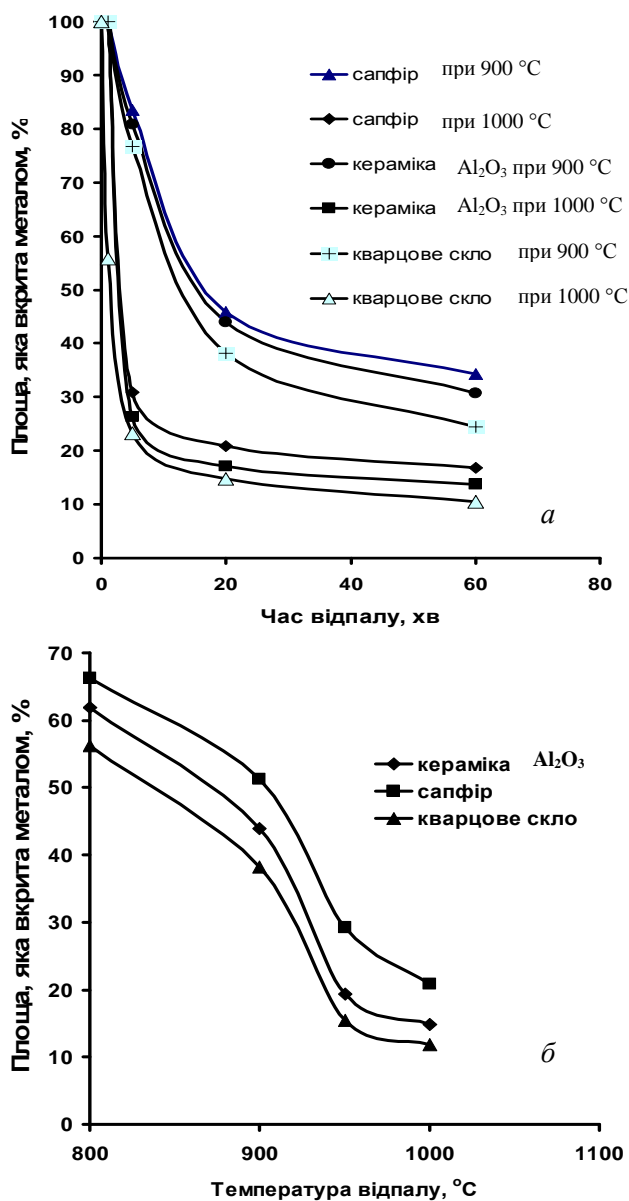 Площа, яка вкрита металом, %
100
90
80
70
60
50
40
30
20
10
0
сапфір при 900 °C
сапфір при 1000 °C
кераміка Al₂O₃ при 900 °C
кераміка Al₂O₃ при 1000 °C
кварцове скло при 900 °C
кварцове скло при 1000 °C
а
0 20 40 60 80
Час відпалу, хв
Площа, яка вкрита металом, %
70
60
50
40
30
20
10
0
кераміка Al₂O₃
сапфір
кварцове скло
б
800 900 1000 1100
Температура відпалу, °C